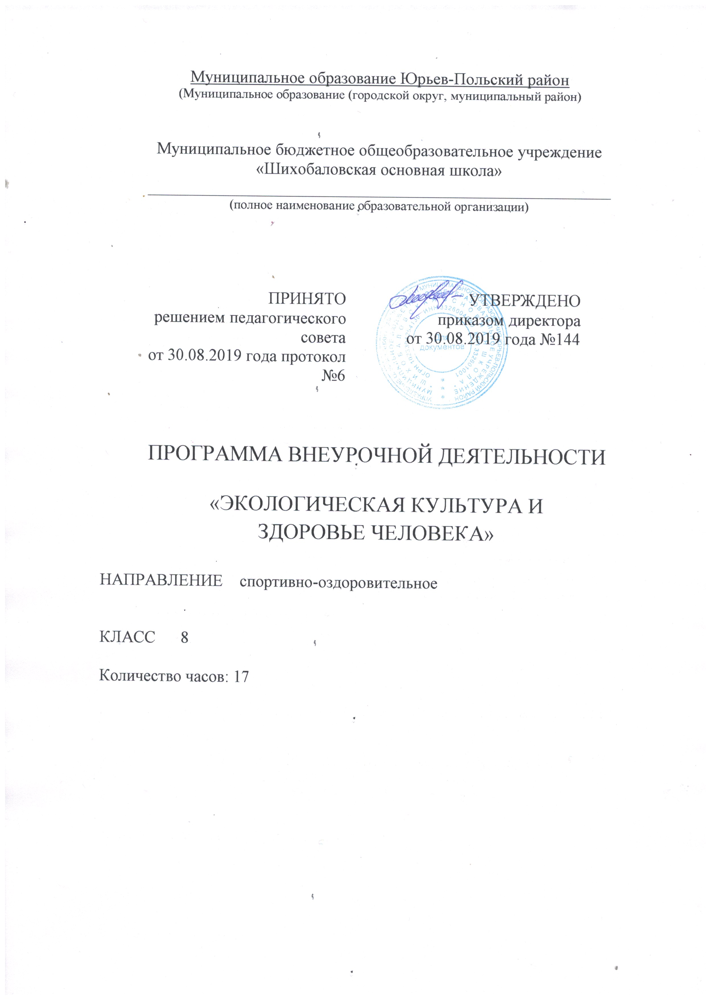 Муниципальное образование Юрьев-Польский район
(Муниципальное образование (городской округ, муниципальный район)
Муниципальное бюджетное общеобразовательное учреждение
«Шихобаловская основная школа»
(полное наименование образовательной организации)
ПРИНЯТО
решением педагогического
совета
от 30.08.2019 года протокол
№6
УТВЕРЖДЕНО
приказом директора
от 30.08.2019 года №144
Для
документов
ПРОГРАММА ВНЕУРОЧНОЙ ДЕЯТЕЛЬНОСТИ
«ЭКОЛОГИЧЕСКАЯ КУЛЬТУРА И
ЗДОРОВЬЕ ЧЕЛОВЕКА»
НАПРАВЛЕНИЕ спортивно-оздоровительное
КЛАСС 8
Количество часов: 17